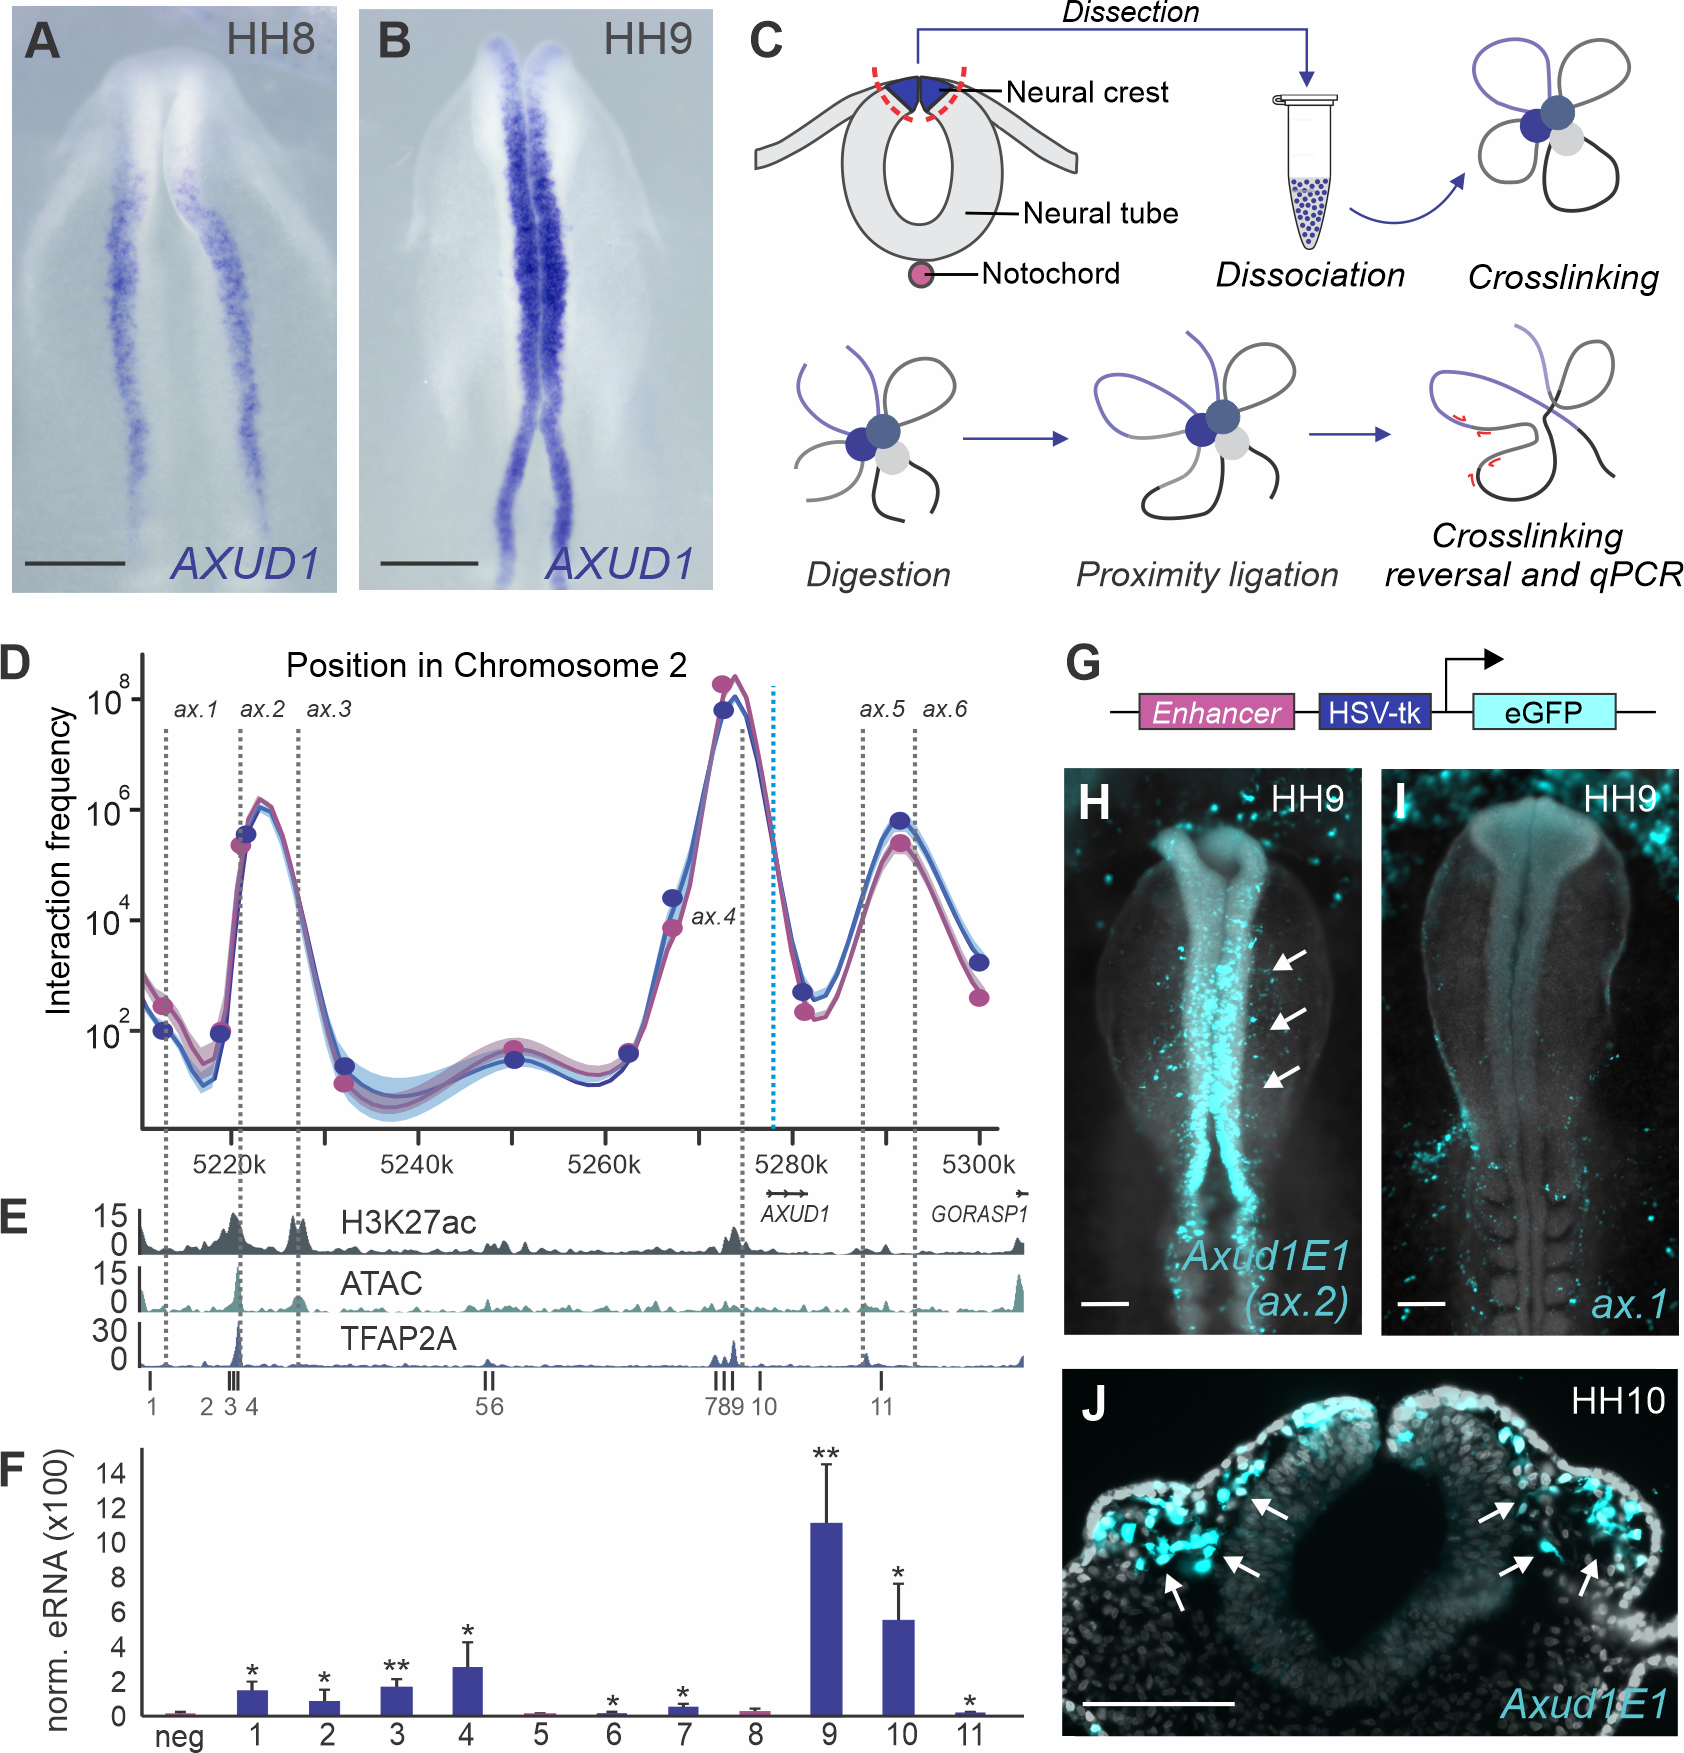 A
HH8
AXUD1
B
HH9
AXUD1
C
Dissection
Neural crest
Neural tube
Notochord
Dissociation
Crosslinking
Digestion
Proximity ligation
Crosslinking
reversal and qPCR
D
Position in Chromosome 2
Interaction frequency
10^8
10^6
10^4
10^2
ax.1
ax.2
ax.3
ax.4
ax.5
ax.6
5220k
5240k
5260k
5280k
5300k
AXUD1
GORASP1
E
15
0
H3K27ac
15
0
ATAC
30
0
TFAP2A
1
2
3
4
5
6
7
8
9
10
11
F
norm. eRNA (x100)
14
12
10
8
6
4
2
0
*
*
**
*
*
*
**
*
*
neg
1
2
3
4
5
6
7
8
9
10
11
G
Enhancer
HSV-tk
eGFP
H
HH9
Axud1E1
(ax.2)
I
HH9
ax.1
J
HH10
Axud1E1